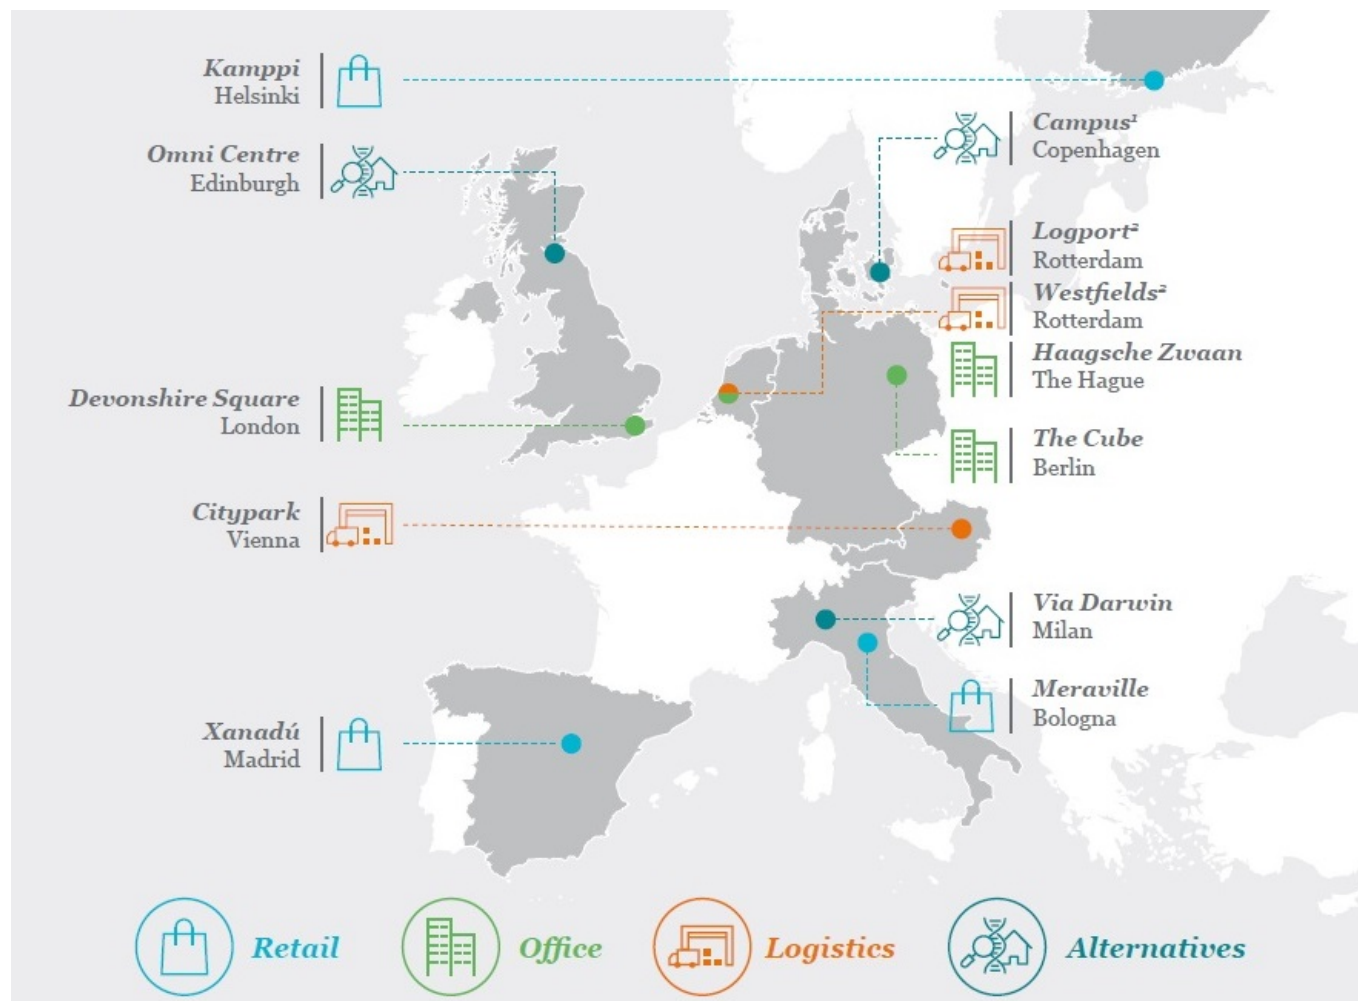 Kamppi
Helsinki
Omni Centre
Edinburgh
Devonshire Square
London
Citypark
Vienna
Xanadú
Madrid
Campus¹
Copenhagen
Logport²
Rotterdam
Westfields²
Rotterdam
Haagsche Zwaan
The Hague
The Cube
Berlin
Via Darwin
Milan
Meraville
Bologna
Retail
Office
Logistics
Alternatives